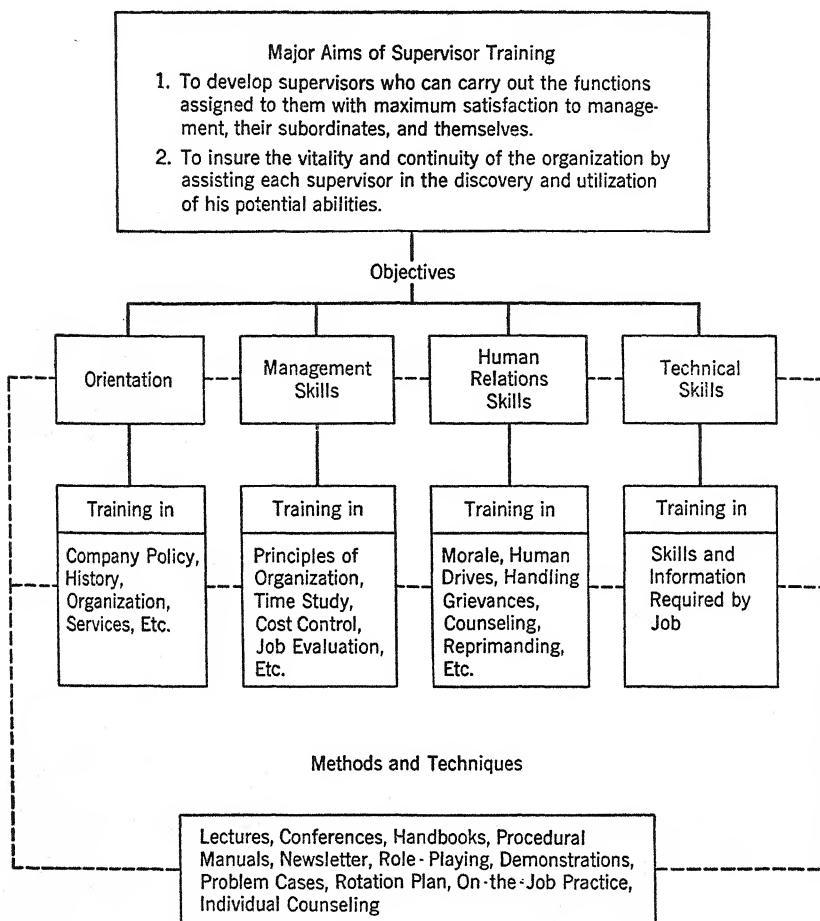 Major Aims of Supervisor Training
1. To develop supervisors who can carry out the functions
assigned to them with maximum satisfaction to manage-
ment, their subordinates, and themselves.
2. To insure the vitality and continuity of the organization by
assisting each supervisor in the discovery and utilization
of his potential abilities.
Objectives
Orientation
Management
Skills
Human
Relations
Skills
Technical
Skills
Training in
Company Policy,
History,
Organization,
Services, Etc.
Training in
Principles of
Organization,
Time Study,
Cost Control,
Job Evaluation,
Etc.
Training in
Morale, Human
Drives, Handling
Grievances,
Counseling,
Reprimanding,
Etc.
Training in
Skills and
Information
Required by
Job
Methods and Techniques
Lectures, Conferences, Handbooks, Procedural
Manuals, Newsletter, Role-Playing, Demonstrations,
Problem Cases, Rotation Plan, On-the-Job Practice,
Individual Counseling